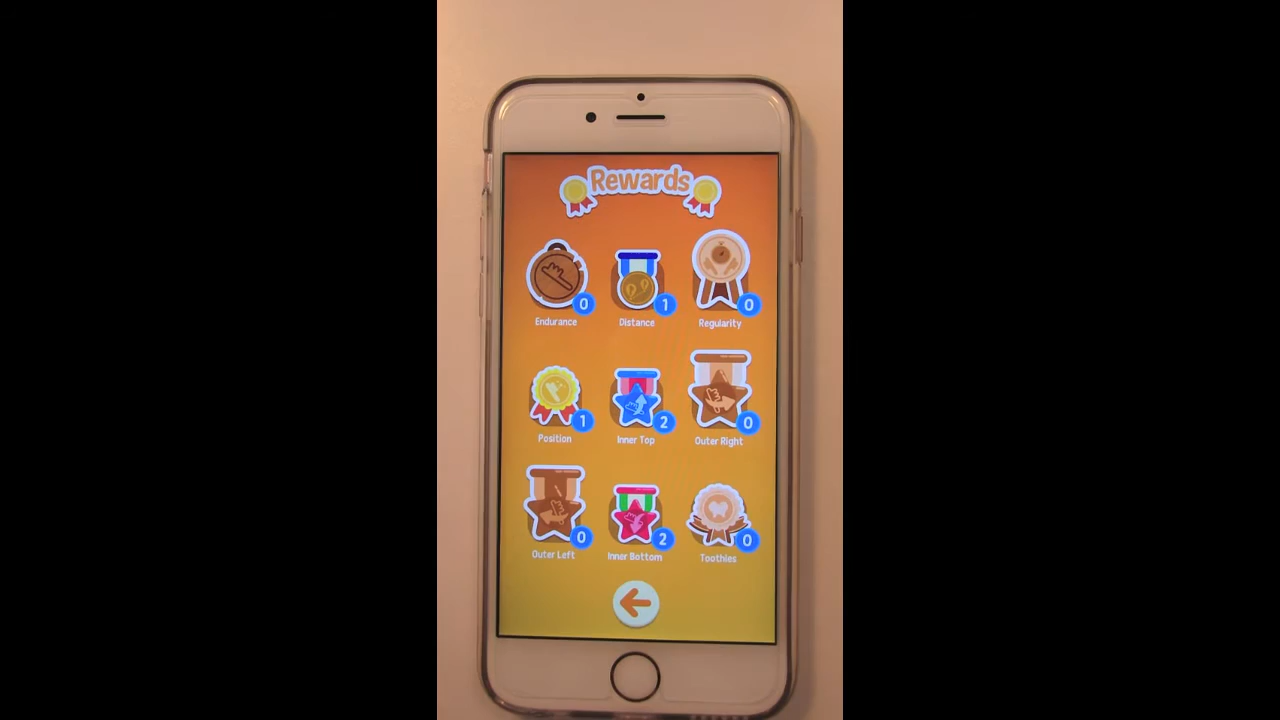 Rewards
0 1 0
Endurance Distance Regularity
1 2 0
Position Inner Top Outer Right
0 2 0
Outer Left Inner Bottom Toothies